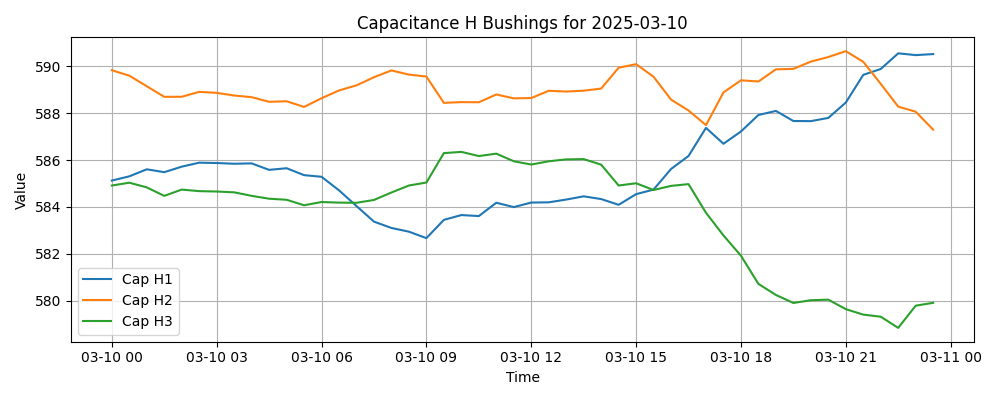 Capacitance H Bushings for 2025-03-10
Value
590
588
586
584
582
580
Cap H1
Cap H2
Cap H3
03-10 00
03-10 03
03-10 06
03-10 09
03-10 12
03-10 15
03-10 18
03-10 21
03-11 00
Time